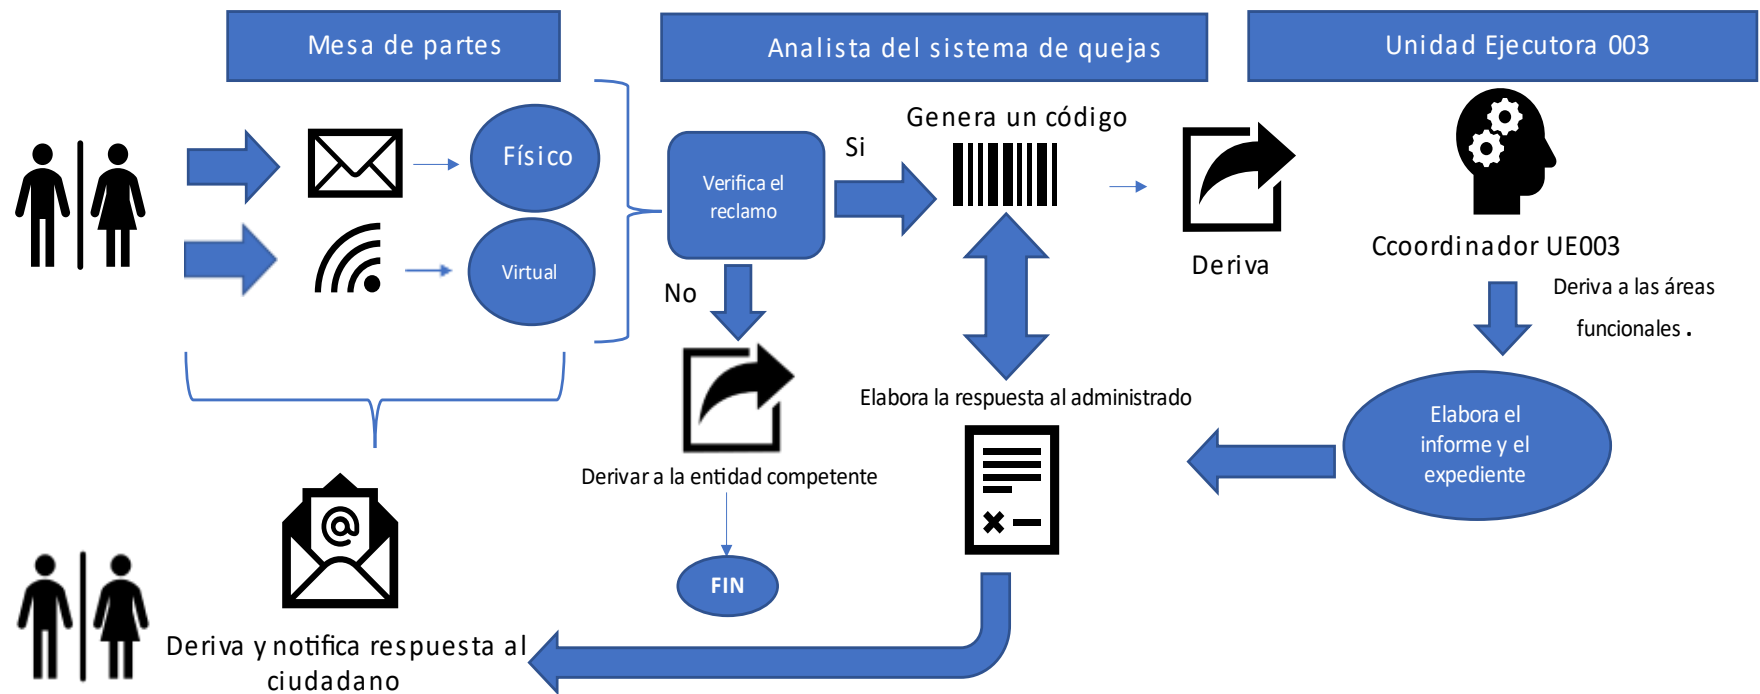 Mesa de partes
Analista del sistema de quejas
Unidad Ejecutora 003
Físico
Virtual
Verifica el
reclamo
Si
No
Genera un código
Deriva
Ccoordinador UE003
Deriva a las áreas
funcionales.
Elabora el
informe y el
expediente
Elabora la respuesta al administrado
Derivar a la entidad competente
FIN
@
Deriva y notifica respuesta al
ciudadano